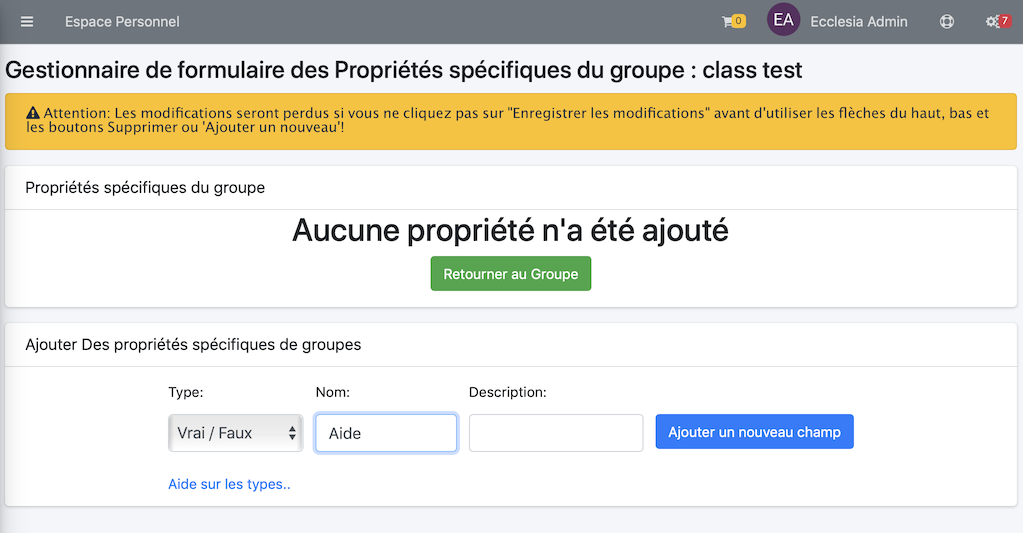 Espace Personnel
0
EA
Ecclesia Admin
7
Gestionnaire de formulaire des Propriétés spécifiques du groupe : class test
Attention: Les modifications seront perdus si vous ne cliquez pas sur "Enregistrer les modifications" avant d'utiliser les flèches du haut, bas et
les boutons Supprimer ou 'Ajouter un nouveau'!
Propriétés spécifiques du groupe
Aucune propriété n'a été ajouté
Retourner au Groupe
Ajouter Des propriétés spécifiques de groupes
Type: Nom: Description:
Vrai / Faux Aide Ajouter un nouveau champ
Aide sur les types..